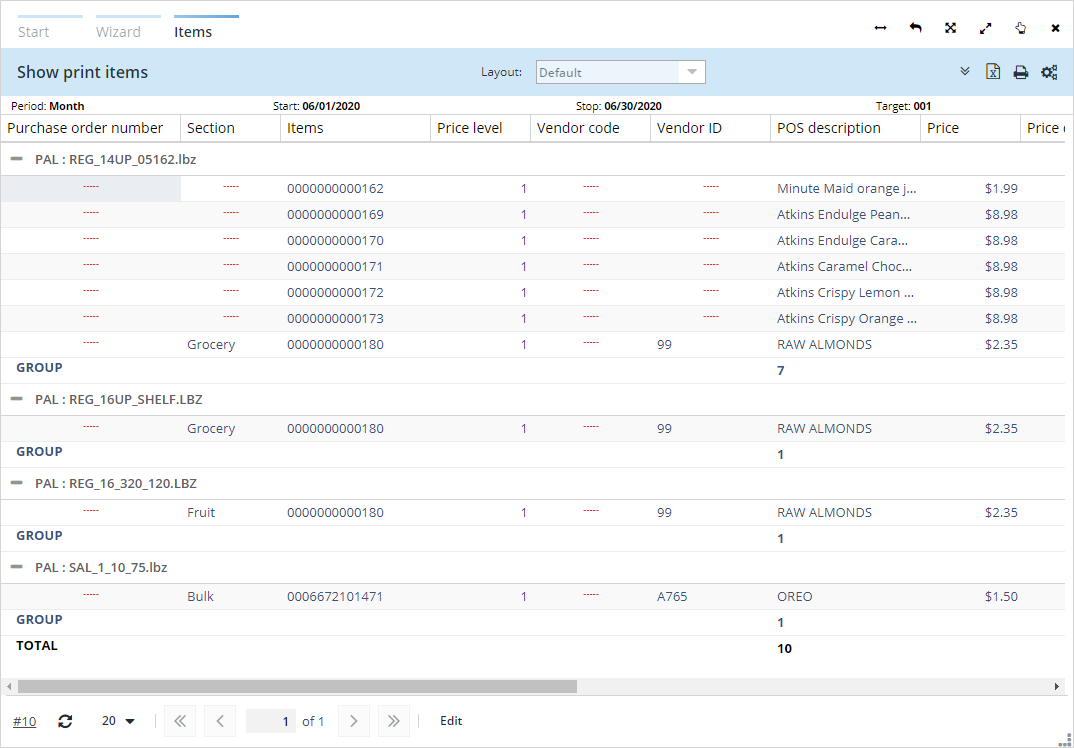 Start Wizard Items
Show print items Layout: Default
Period: Month Start: 06/01/2020 Stop: 06/30/2020 Target: 001
Purchase order number Section Items Price level Vendor code Vendor ID POS description Price Price
PAL : REG_14UP_05162.lbz
----- ----- 0000000000162 1 ----- ----- Minute Maid orange j... $1.99
----- ----- 0000000000169 1 ----- ----- Atkins Endulge Pean... $8.98
----- ----- 0000000000170 1 ----- ----- Atkins Endulge Cara... $8.98
----- ----- 0000000000171 1 ----- ----- Atkins Caramel Choc... $8.98
----- ----- 0000000000172 1 ----- ----- Atkins Crispy Lemon ... $8.98
----- ----- 0000000000173 1 ----- ----- Atkins Crispy Orange ... $8.98
----- Grocery 0000000000180 1 ----- 99 RAW ALMONDS $2.35
GROUP 7
PAL : REG_16UP_SHELF.LBZ
----- Grocery 0000000000180 1 ----- 99 RAW ALMONDS $2.35
GROUP 1
PAL : REG_16_320_120.LBZ
----- Fruit 0000000000180 1 ----- 99 RAW ALMONDS $2.35
GROUP 1
PAL : SAL_1_10_75.lbz
----- Bulk 0006672101471 1 ----- A765 OREO $1.50
GROUP 1
TOTAL 10
#10 20 1 of 1 Edit